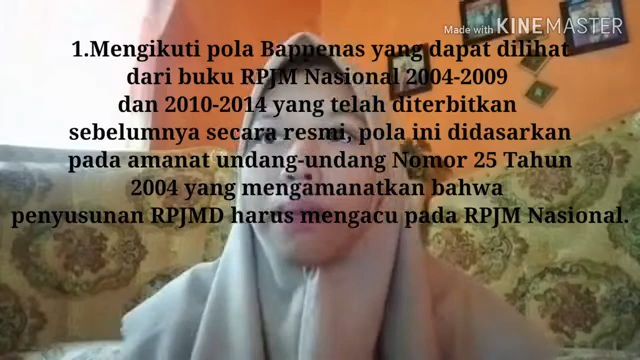 Made with KINEMASTER
1.Mengikuti pola Bappenas yang dapat dilihat
dari buku RPJM Nasional 2004-2009
dan 2010-2014 yang telah diterbitkan
sebelumnya secara resmi, pola ini didasarkan
pada amanat undang-undang Nomor 25 Tahun
2004 yang mengamanatkan bahwa
penyusunan RPJMD harus mengacu pada RPJM Nasional.